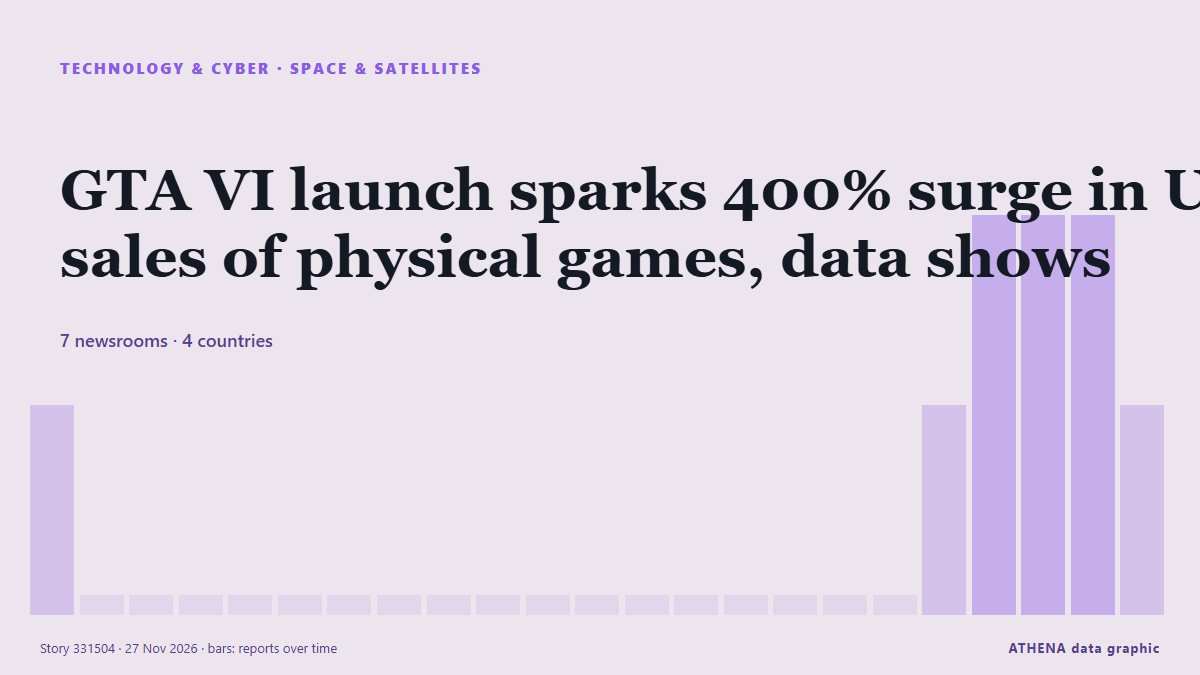 TECHNOLOGY & CYBER · SPACE & SATELLITES
GTA VI launch sparks 400% surge in
sales of physical games, data shows
7 newsrooms · 4 countries
Story 331504 · 27 Nov 2026 · bars: reports over time
ATHENA data graphic